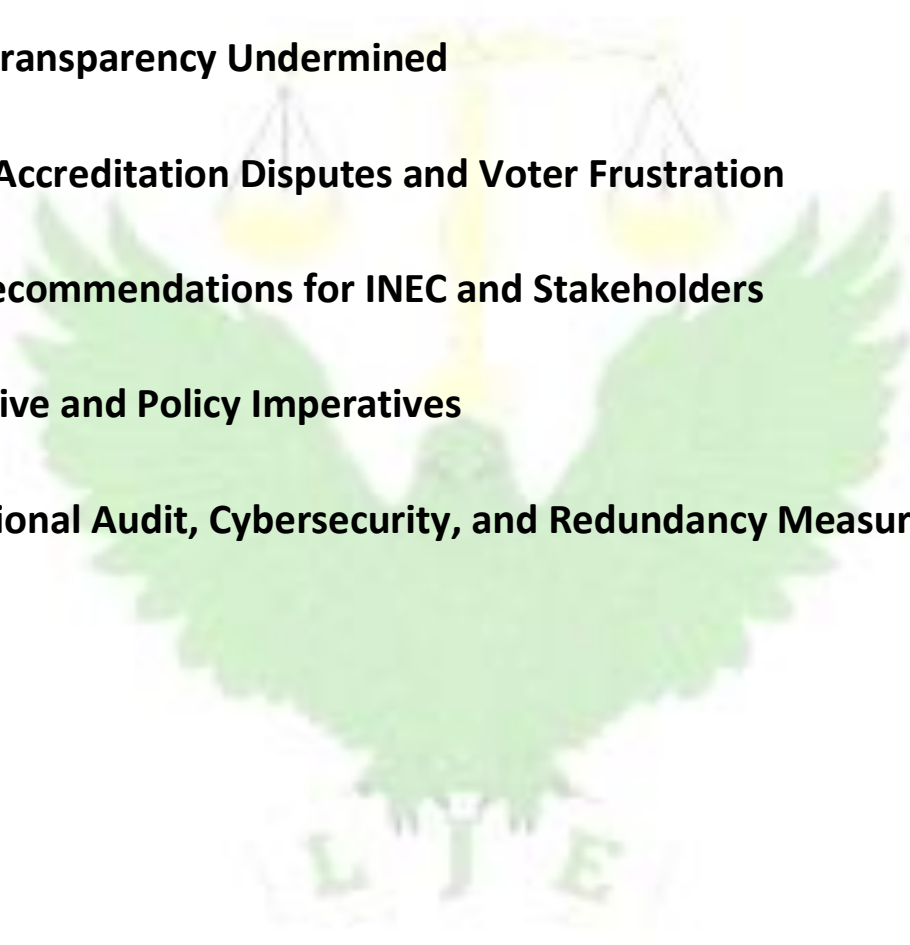 ransparency Undermined
Accreditation Disputes and Voter Frustration
ecommendations for INEC and Stakeholders
ive and Policy Imperatives
ional Audit, Cybersecurity, and Redundancy Measur
L J E